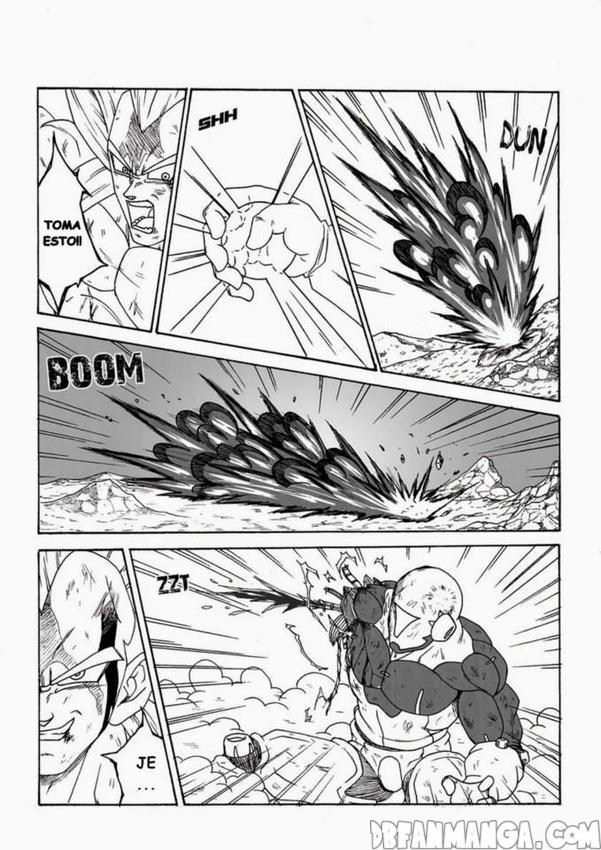 TOMA
ESTO!!
SHH
DUN
BOOM
ZZT
JE
...
DBFANMANGA.COM